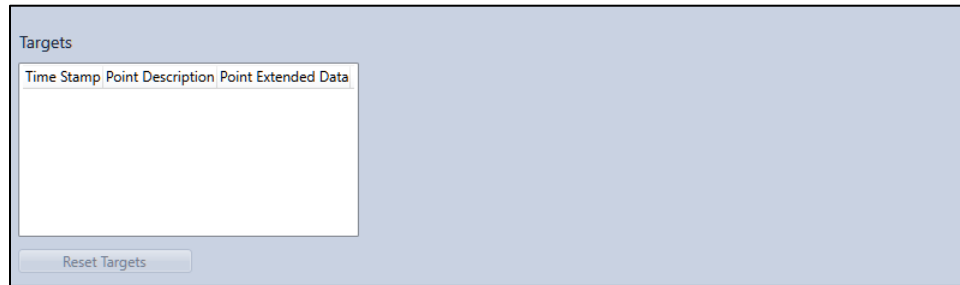 Targets
Time Stamp Point Description Point Extended Data
Reset Targets